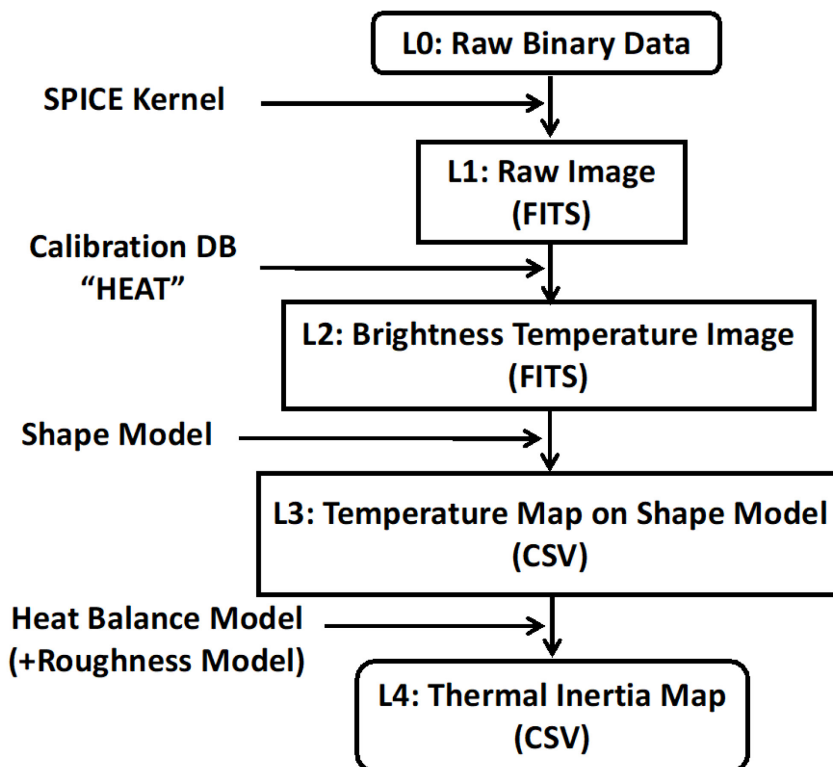 L0: Raw Binary Data
SPICE Kernel
L1: Raw Image
(FITS)
Calibration DB
“HEAT”
L2: Brightness Temperature Image
(FITS)
Shape Model
L3: Temperature Map on Shape Model
(CSV)
Heat Balance Model
(+Roughness Model)
L4: Thermal Inertia Map
(CSV)